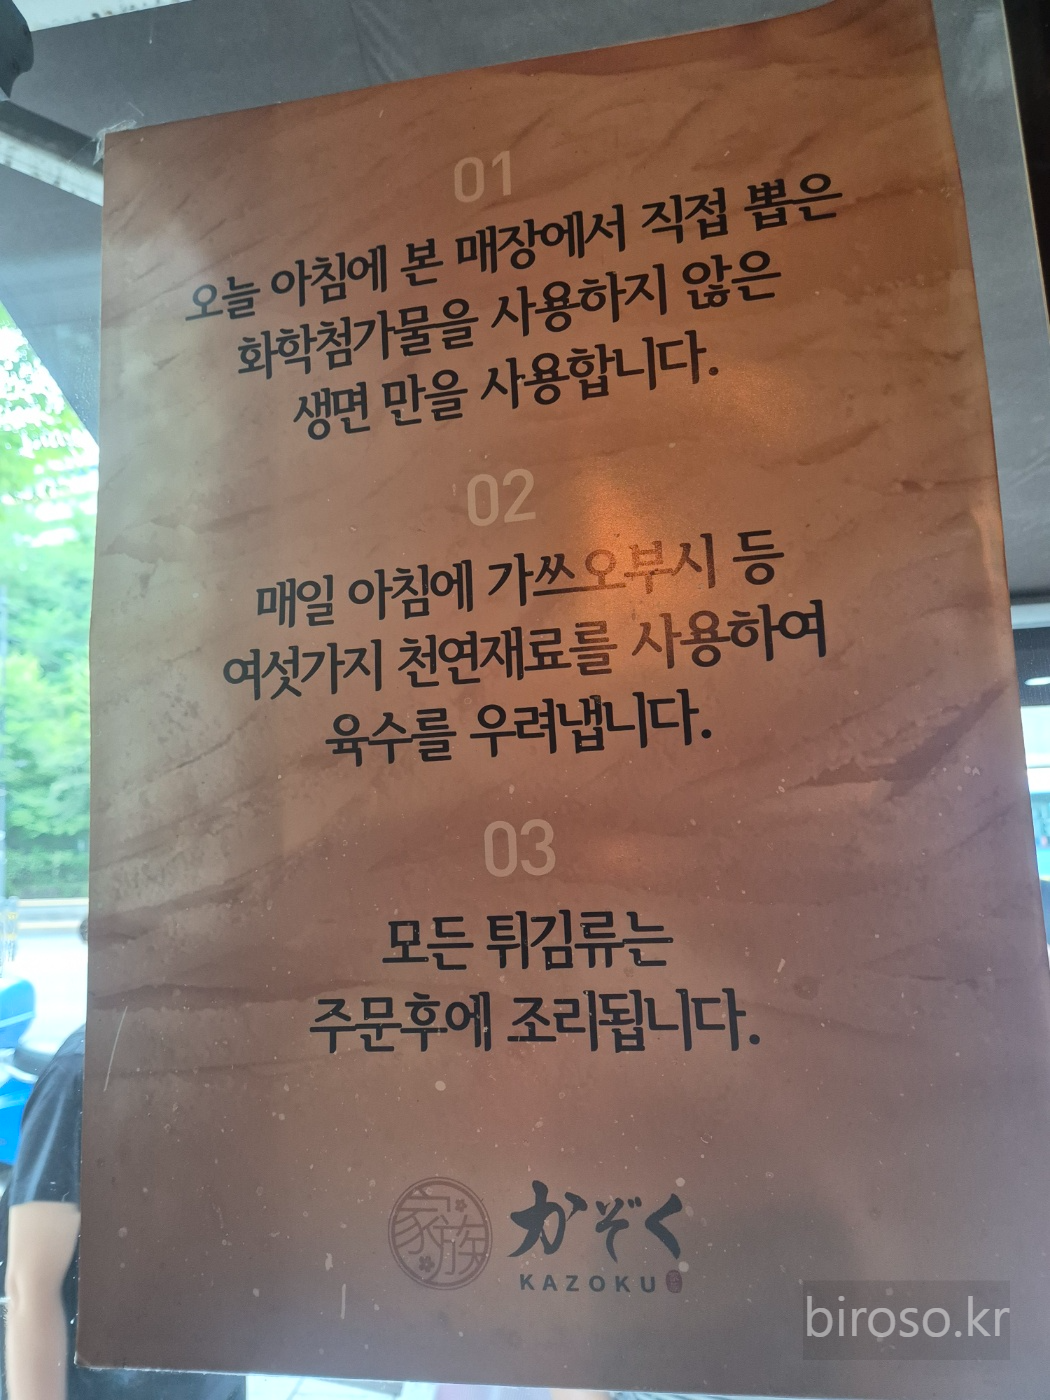 01
오늘 아침에 본 매장에서 직접 뽑은
화학첨가물을 사용하지 않은
생면 만을 사용합니다.
02
매일 아침에 가쓰오부시 등
여섯가지 천연재료를 사용하여
육수를 우려냅니다.
03
모든 튀김류는
주문후에 조리됩니다.
家族
かぞく
KAZOKU
biroso.kr